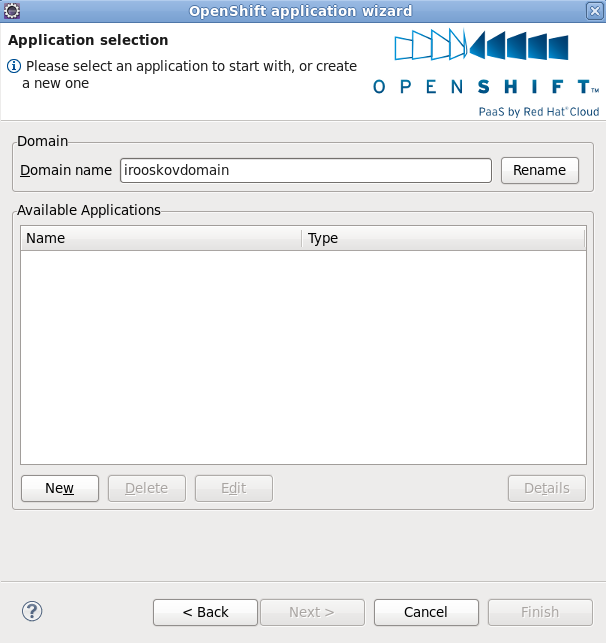 OpenShift application wizard
Application selection
Please select an application to start with, or create
a new one
OPENSHIFT™
PaaS by Red Hat® Cloud
Domain
Domain name irooskovdomain Rename
Available Applications
Name Type
New Delete Edit Details
? < Back Next > Cancel Finish